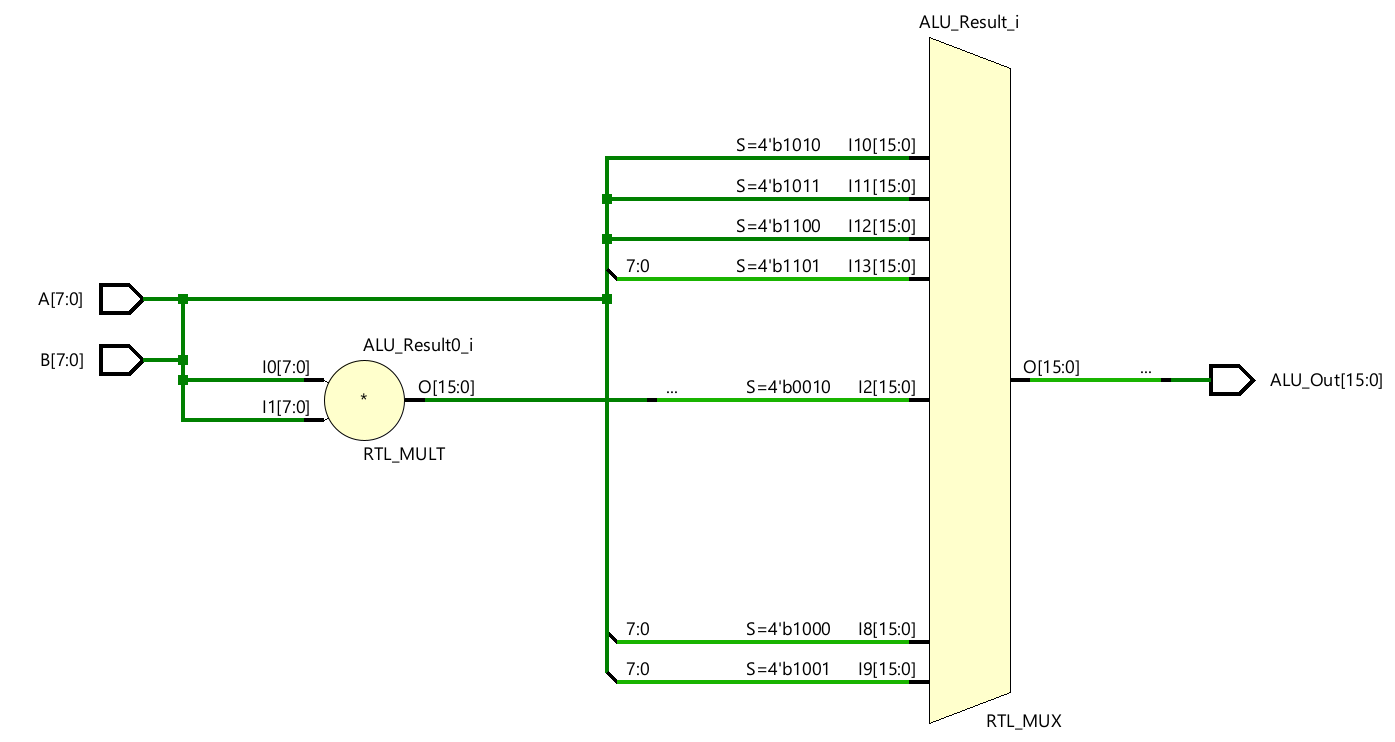 ALU_Result_i
S=4'b1010 I10[15:0]
S=4'b1011 I11[15:0]
S=4'b1100 I12[15:0]
7:0 S=4'b1101 I13[15:0]
A[7:0]
B[7:0]
ALU_Result0_i
I0[7:0]
I1[7:0]
*
O[15:0]
RTL_MULT
... S=4'b0010 I2[15:0]
O[15:0] ...
ALU_Out[15:0]
7:0 S=4'b1000 I8[15:0]
7:0 S=4'b1001 I9[15:0]
RTL_MUX